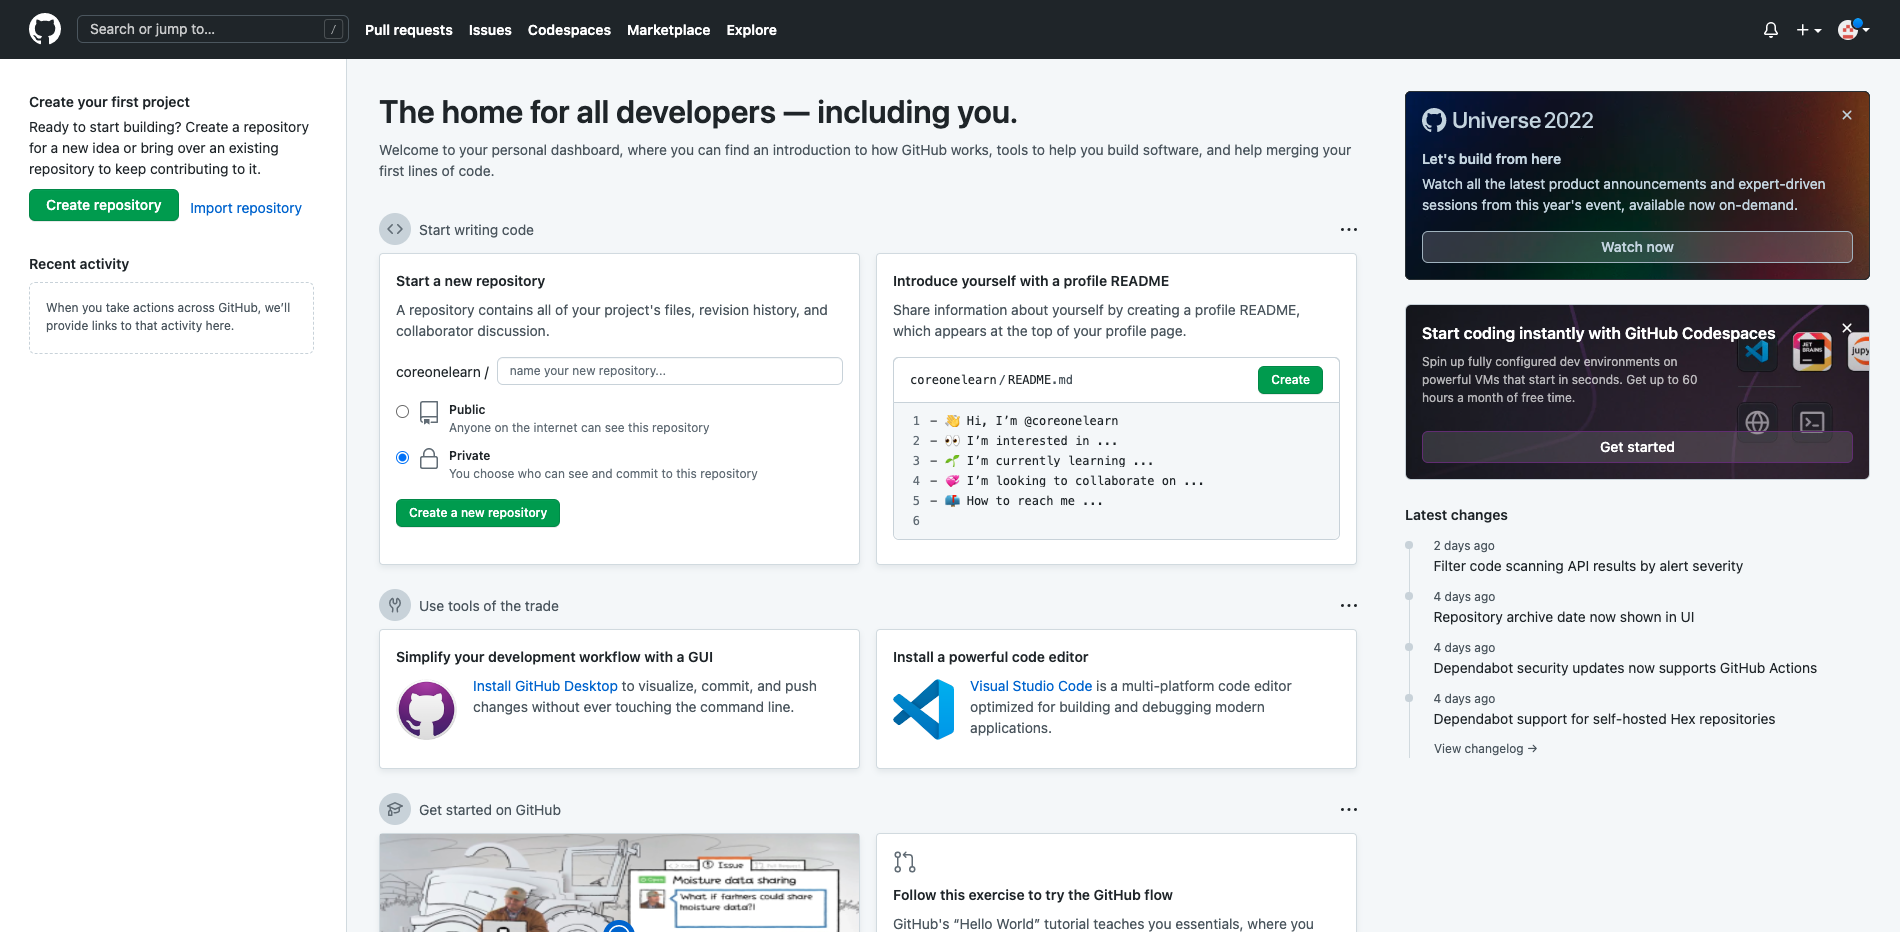 Search or jump to...
/
Pull requests
Issues
Codespaces
Marketplace
Explore
Create your first project
Ready to start building? Create a repository
for a new idea or bring over an existing
repository to keep contributing to it.
Create repository
Import repository
Recent activity
When you take actions across GitHub, we’ll
provide links to that activity here.
The home for all developers — including you.
Welcome to your personal dashboard, where you can find an introduction to how GitHub works, tools to help you build software, and help merging your
first lines of code.
Start writing code
Start a new repository
A repository contains all of your project's files, revision history, and
collaborator discussion.
coreonelearn /
name your new repository...
Public
Anyone on the internet can see this repository
Private
You choose who can see and commit to this repository
Create a new repository
Introduce yourself with a profile README
Share information about yourself by creating a profile README,
which appears at the top of your profile page.
coreonelearn / README.md
Create
1 – 👋 Hi, I’m @coreonelearn
2 – 👀 I’m interested in ...
3 – 🌱 I’m currently learning ...
4 – 💞️ I’m looking to collaborate on ...
5 – 📫 How to reach me ...
6
Use tools of the trade
Simplify your development workflow with a GUI
Install GitHub Desktop to visualize, commit, and push
changes without ever touching the command line.
Install a powerful code editor
Visual Studio Code is a multi-platform code editor
optimized for building and debugging modern
applications.
Get started on GitHub
Issue
Moisture data sharing
What if farmers could share
moisture data?!
Follow this exercise to try the GitHub flow
GitHub's “Hello World” tutorial teaches you essentials, where you
Universe 2022
Let's build from here
Watch all the latest product announcements and expert-driven
sessions from this year's event, available now on-demand.
Watch now
Start coding instantly with GitHub Codespaces
Spin up fully configured dev environments on
powerful VMs that start in seconds. Get up to 60
hours a month of free time.
JET
BRAINS
jupy
Get started
Latest changes
2 days ago
Filter code scanning API results by alert severity
4 days ago
Repository archive date now shown in UI
4 days ago
Dependabot security updates now supports GitHub Actions
4 days ago
Dependabot support for self-hosted Hex repositories
View changelog →